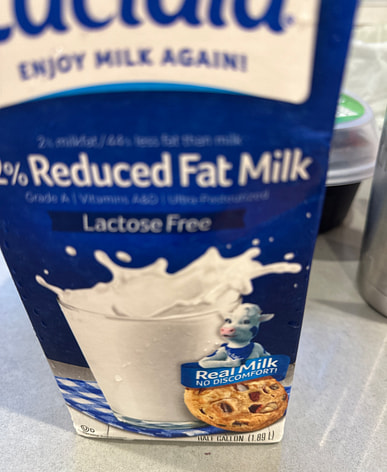 Lactaid.
ENJOY MILK AGAIN!
2% milkfat / 44% less fat than milk
2% Reduced Fat Milk
Grade A | Vitamins A&D | Ultra-Pasteurized
Lactose Free
Real Milk
NO DISCOMFORT!
HALF GALLON (1.89 L)